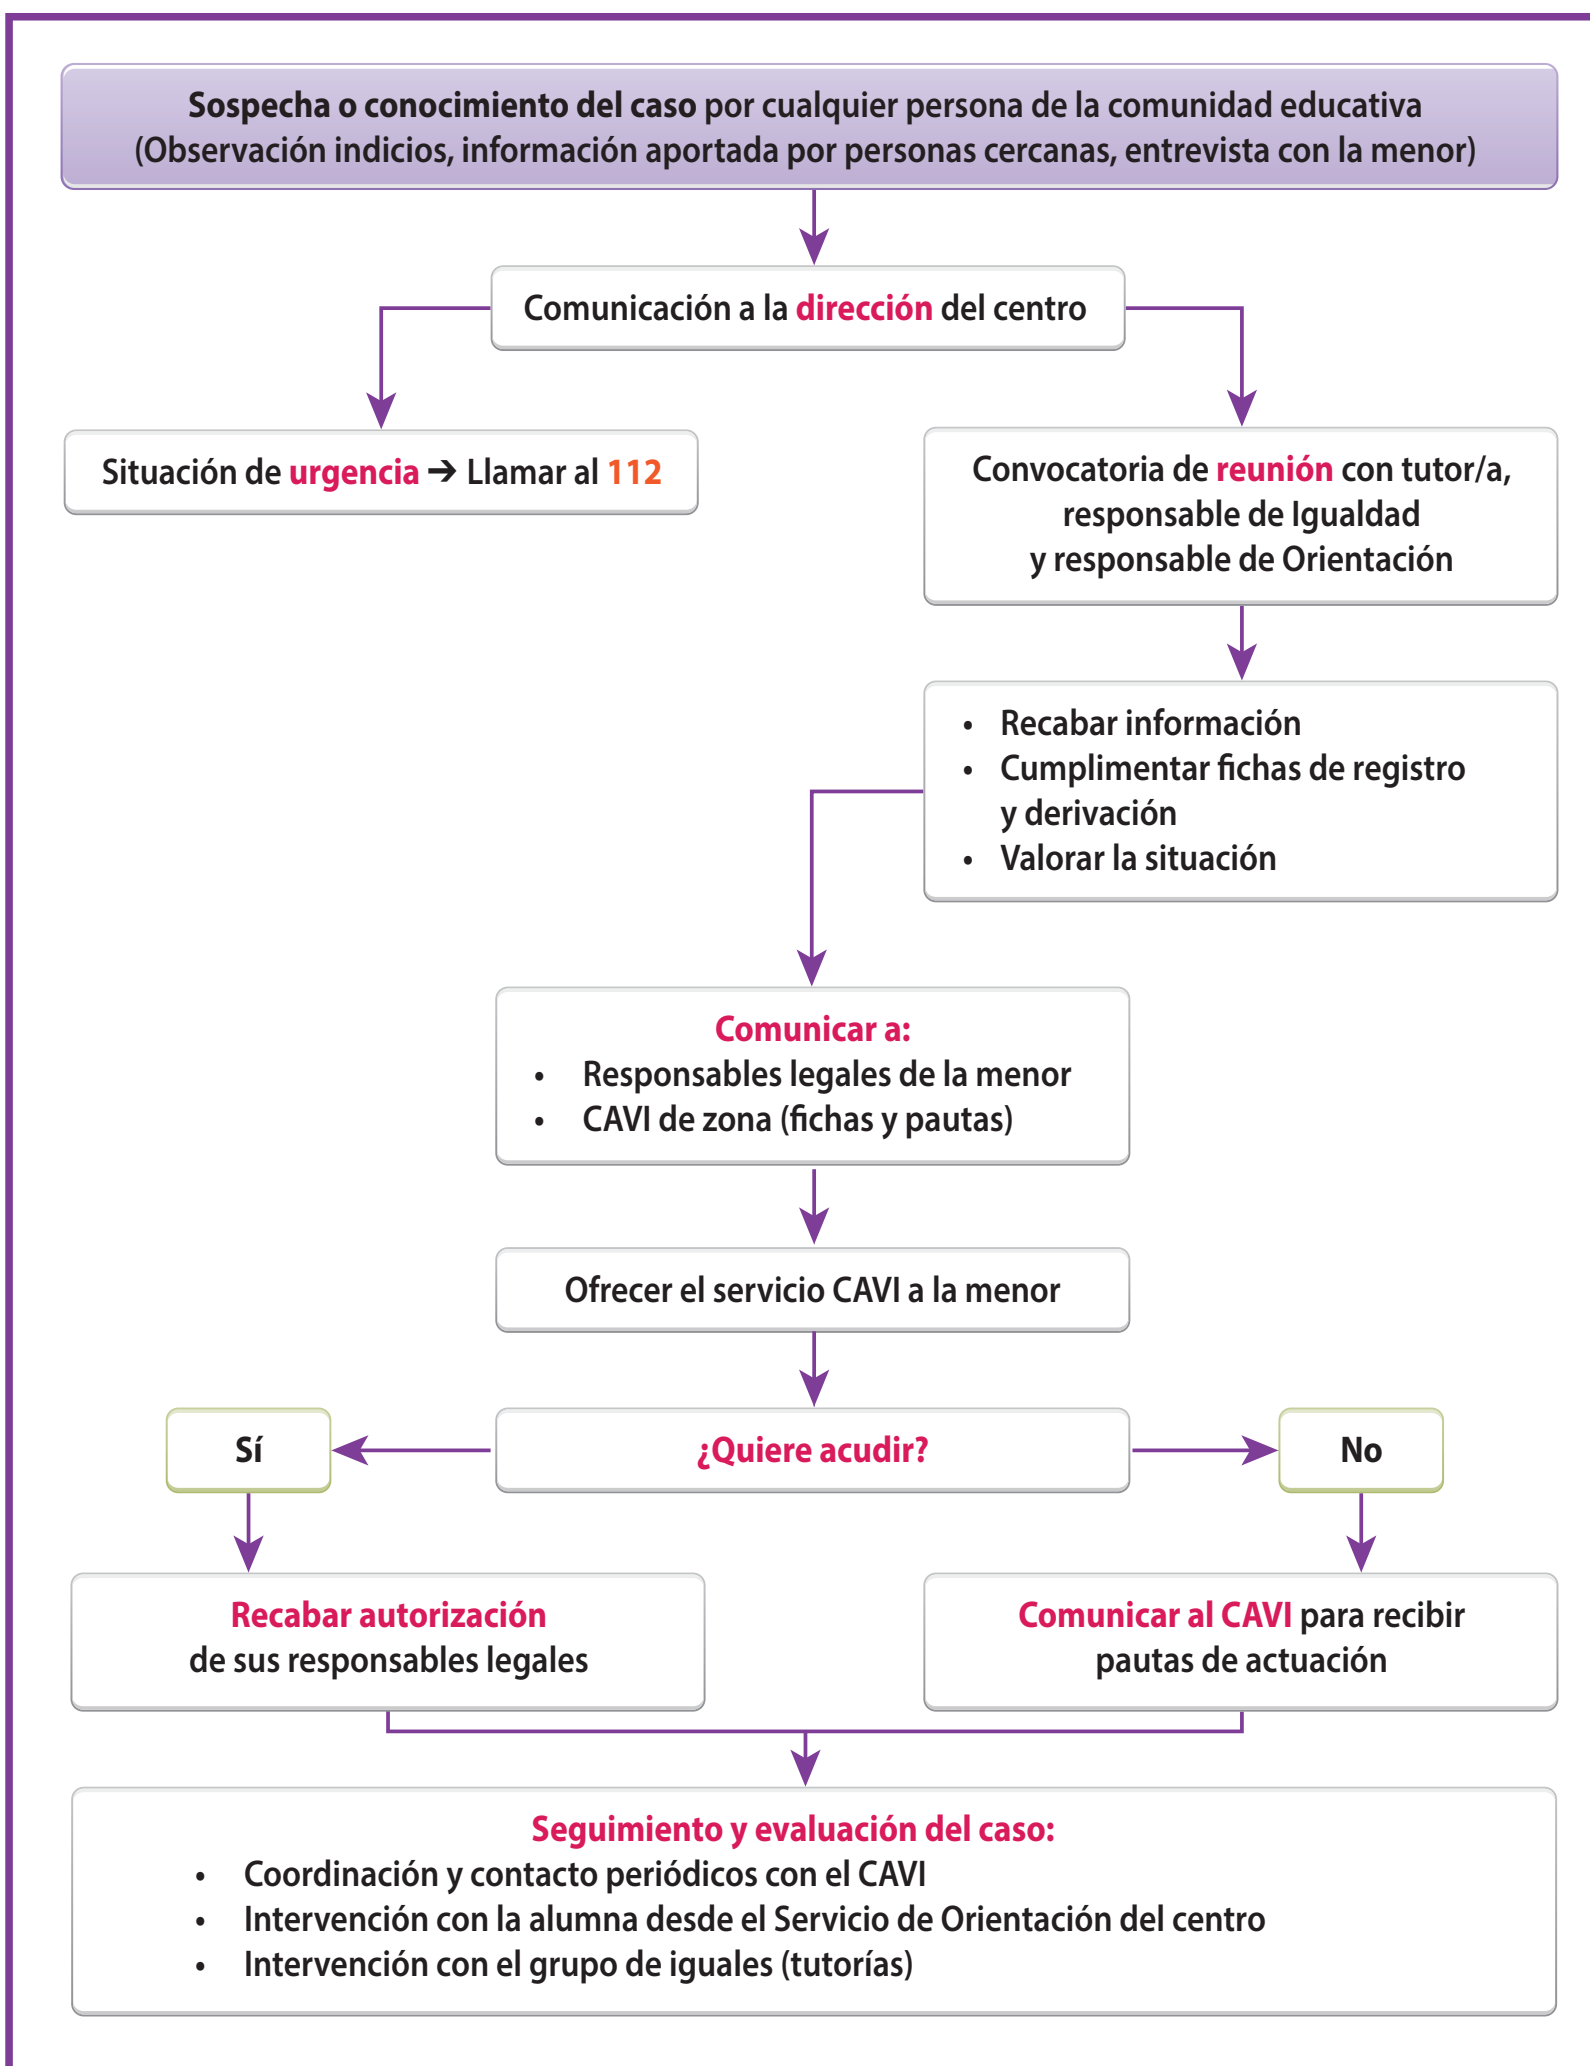 Sospecha o conocimiento del caso por cualquier persona de la comunidad educativa
(Observación indicios, información aportada por personas cercanas, entrevista con la menor)
Comunicación a la dirección del centro
Situación de urgencia ➔ Llamar al 112
Convocatoria de reunión con tutor/a,
responsable de Igualdad
y responsable de Orientación
• Recabar información
• Cumplimentar fichas de registro
y derivación
• Valorar la situación
Comunicar a:
• Responsables legales de la menor
• CAVI de zona (fichas y pautas)
Ofrecer el servicio CAVI a la menor
¿Quiere acudir?
Sí
No
Recabar autorización
de sus responsables legales
Comunicar al CAVI para recibir
pautas de actuación
Seguimiento y evaluación del caso:
• Coordinación y contacto periódicos con el CAVI
• Intervención con la alumna desde el Servicio de Orientación del centro
• Intervención con el grupo de iguales (tutorías)